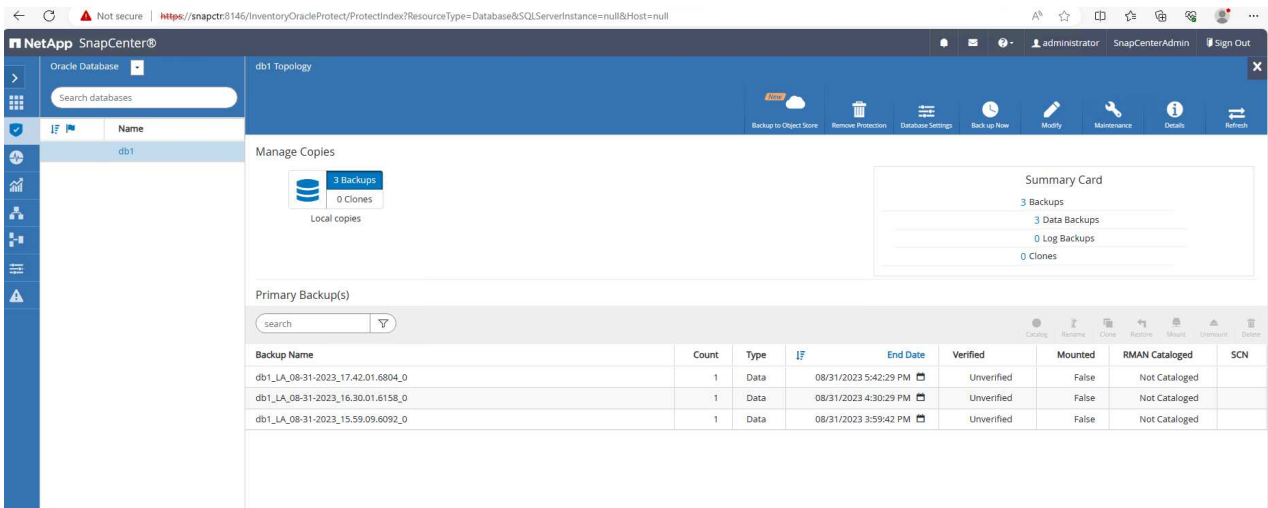 Not secure | https://snapctr:8146/InventoryOracleProtect/ProtectIndex?ResourceType=Database&SQLServerInstance=null&Host=null
NetApp SnapCenter® administrator SnapCenterAdmin Sign Out
Oracle Database db1 Topology
Search databases
New
Backup to Object Store Remove Protection Database Settings Back up Now Modify Maintenance Details Refresh
Name
db1
Manage Copies
3 Backups
0 Clones
Local copies
Summary Card
3 Backups
3 Data Backups
0 Log Backups
0 Clones
Primary Backup(s)
search
Catalog Rename Clone Restore Mount Unmount Delete
Backup Name Count Type End Date Verified Mounted RMAN Cataloged SCN
db1_LA_08-31-2023_17.42.01.6804_0 1 Data 08/31/2023 5:42:29 PM Unverified False Not Cataloged
db1_LA_08-31-2023_16.30.01.6158_0 1 Data 08/31/2023 4:30:29 PM Unverified False Not Cataloged
db1_LA_08-31-2023_15.59.09.6092_0 1 Data 08/31/2023 3:59:42 PM Unverified False Not Cataloged